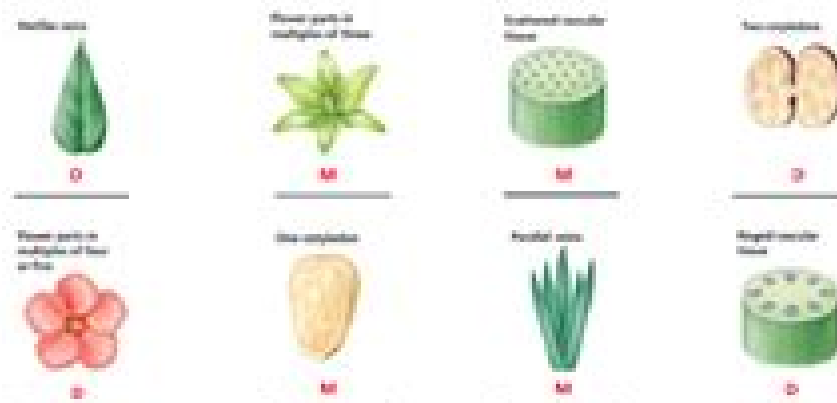 Netlike veins
Flower parts in
multiples of three
Scattered vascular
tissue
Two cotyledons
D
M
M
D
Flower parts in
multiples of four
or five
One cotyledon
Parallel veins
Ringed vascular
tissue
D
M
M
D